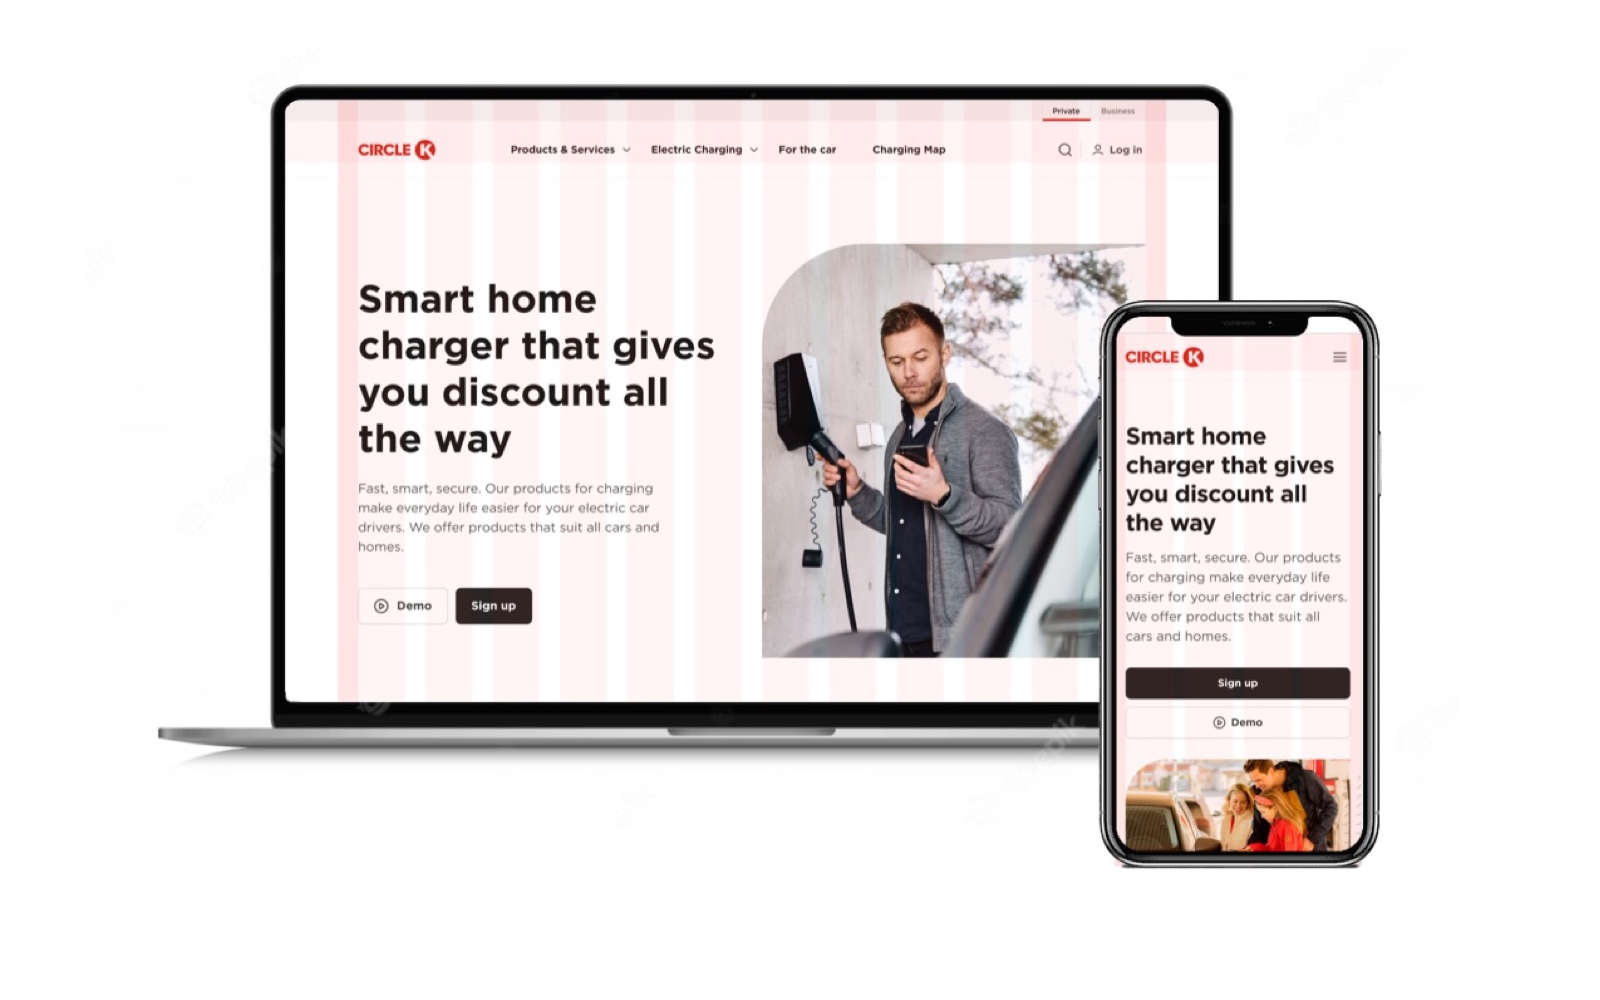 Private Business
CIRCLE K
Products & Services
Electric Charging
For the car
Charging Map
Log in
Smart home
charger that gives
you discount all
the way
Fast, smart, secure. Our products for charging
make everyday life easier for your electric car
drivers. We offer products that suit all cars and
homes.
Demo
Sign up
CIRCLE K
Smart home
charger that gives
you discount all
the way
Fast, smart, secure. Our products
for charging make everyday life
easier for your electric car drivers.
We offer products that suit all
cars and homes.
Sign up
Demo